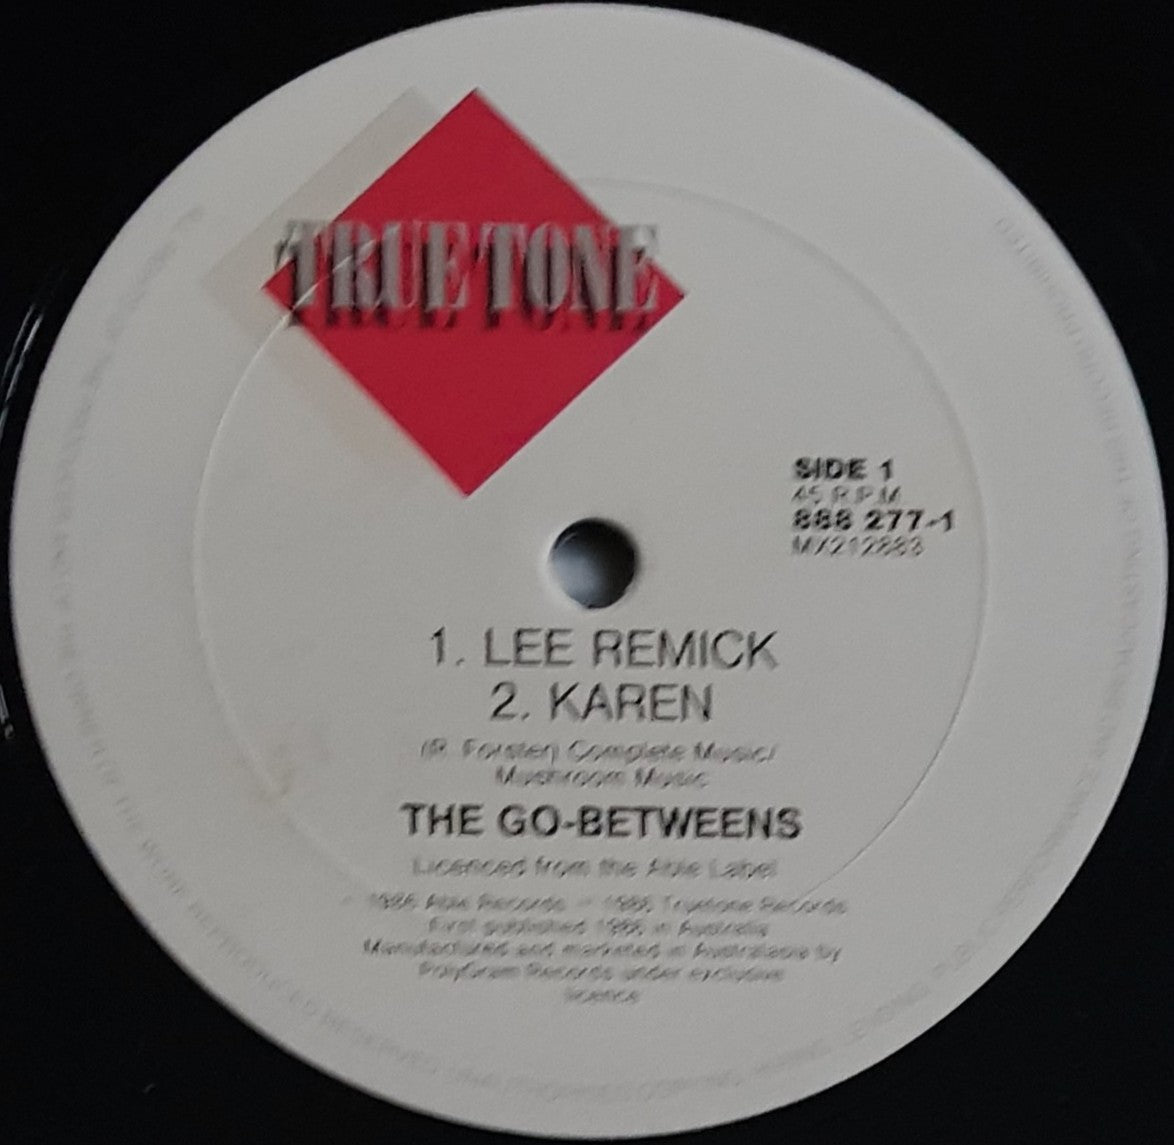 TRUETONE
SIDE 1
45 R.P.M.
888 277-1
MX212883
1. LEE REMICK
2. KAREN
(R. Forster) Complete Music/
Mushroom Music
THE GO-BETWEENS
Licenced from the Able Label
1986 Able Records 1986 Truetone Records
First published 1986 in Australia
Manufactured and marketed in Australasia by
PolyGram Records under exclusive
licence